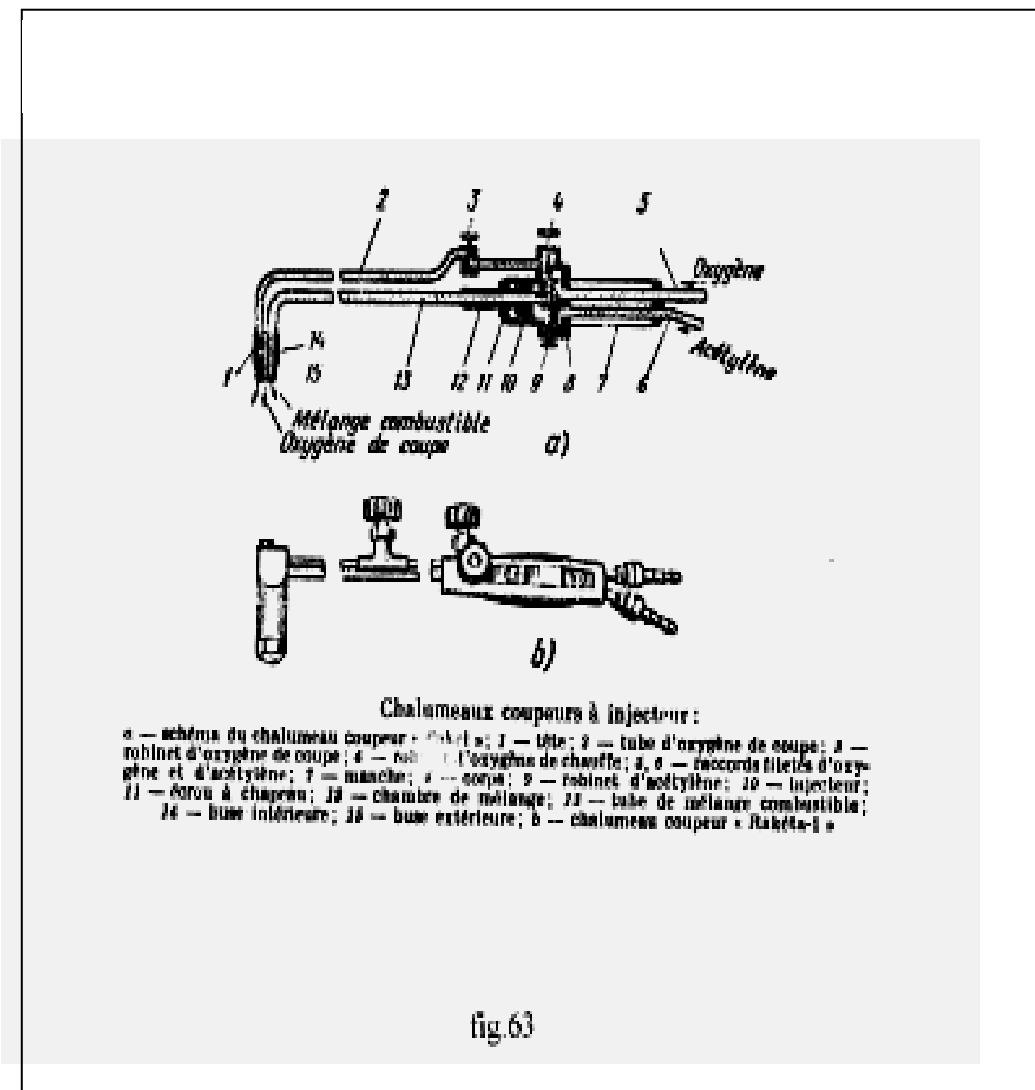 2 3 4 5
Oxygène
Acétylène
1 14 15 13 12 11 10 9 8 7 6
Mélange combustible
Oxygène de coupe
a)
b)
Chalumeaux coupeurs à injecteur :
a — schéma du chalumeau coupeur « »; 1 — tête; 2 — tube d'oxygène de coupe; 3 —
robinet d'oxygène de coupe; 4 — d'oxygène de chauffe; 5, 6 — raccords filetés d'oxy-
gène et d'acétylène; 7 — manche; 8 — corps; 9 — robinet d'acétylène; 10 — injecteur;
11 — écrou à chapeau; 12 — chambre de mélange; 13 — tube de mélange combustible;
14 — buse intérieure; 15 — buse extérieure; b — chalumeau coupeur « Rakéta-1 »
fig.63